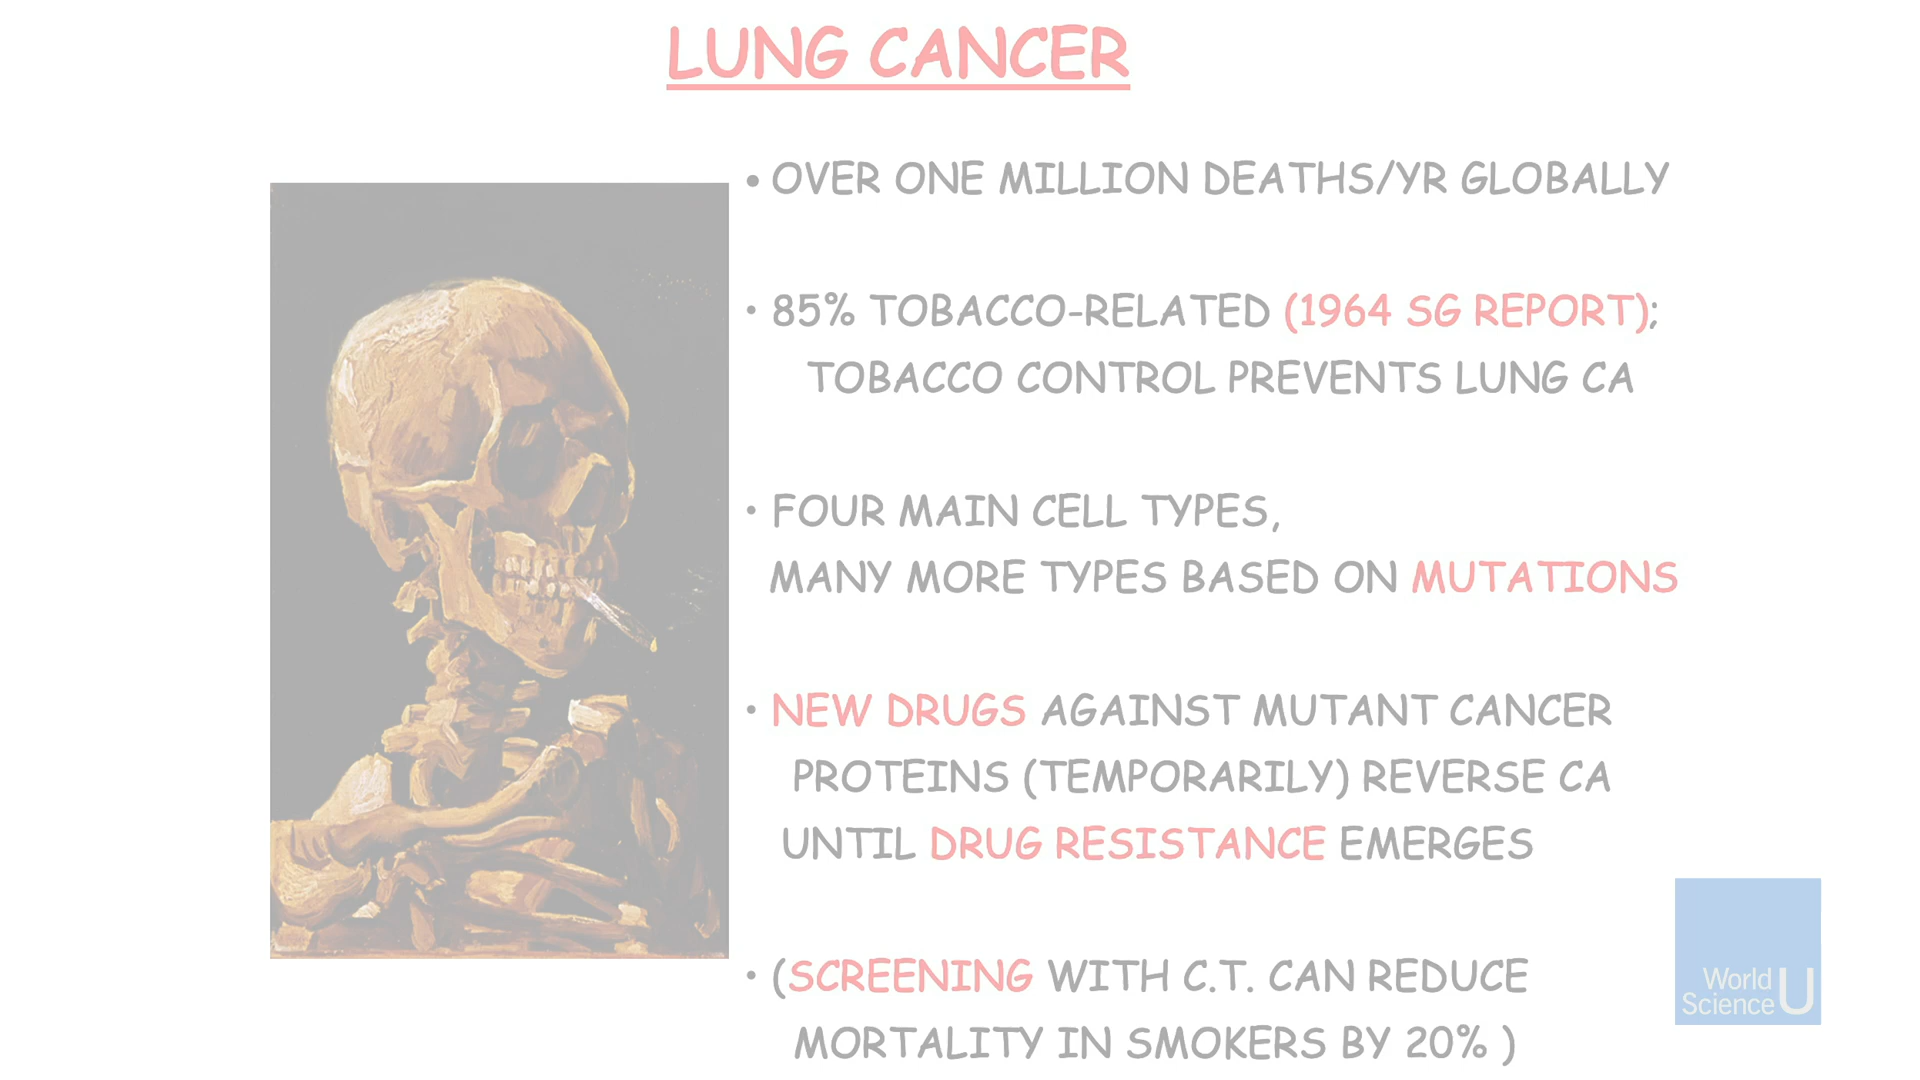 LUNG CANCER
• OVER ONE MILLION DEATHS/YR GLOBALLY
• 85% TOBACCO-RELATED (1964 SG REPORT);
TOBACCO CONTROL PREVENTS LUNG CA
• FOUR MAIN CELL TYPES,
MANY MORE TYPES BASED ON MUTATIONS
• NEW DRUGS AGAINST MUTANT CANCER
PROTEINS (TEMPORARILY) REVERSE CA
UNTIL DRUG RESISTANCE EMERGES
• (SCREENING WITH C.T. CAN REDUCE
MORTALITY IN SMOKERS BY 20% )
World
Science U